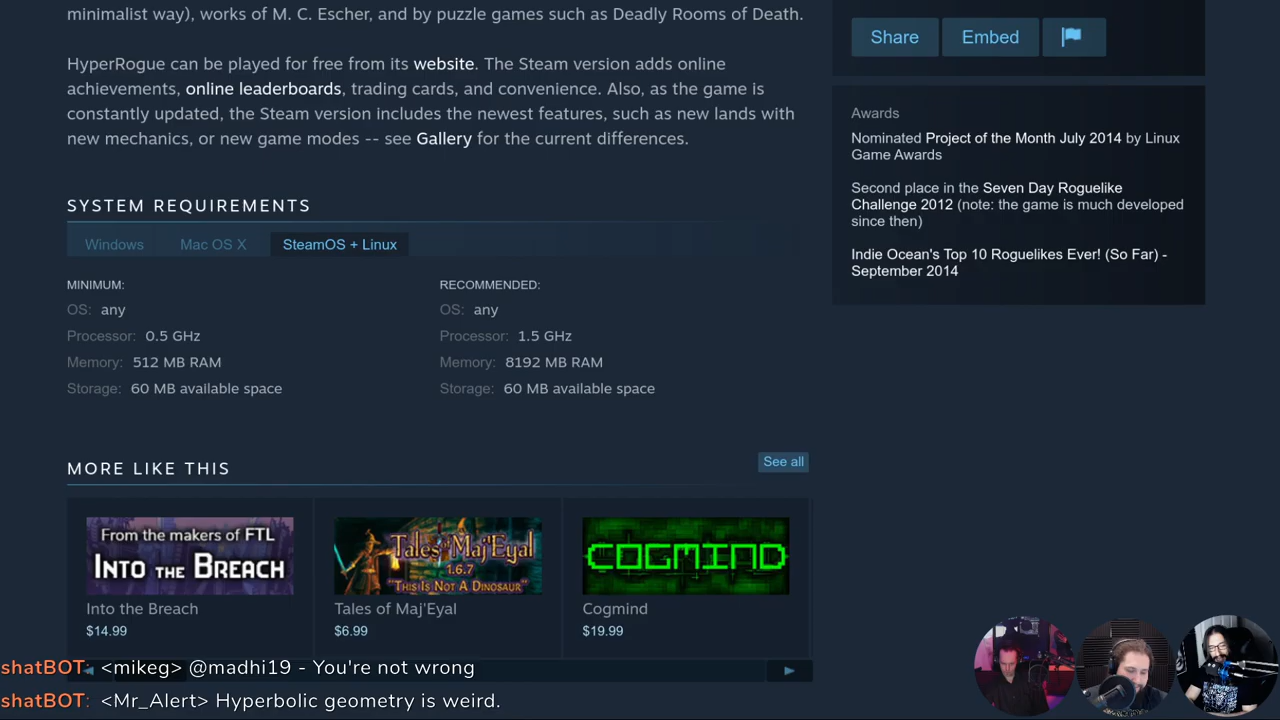 minimalist way), works of M. C. Escher, and by puzzle games such as Deadly Rooms of Death.
HyperRogue can be played for free from its website. The Steam version adds online
achievements, online leaderboards, trading cards, and convenience. Also, as the game is
constantly updated, the Steam version includes the newest features, such as new lands with
new mechanics, or new game modes -- see Gallery for the current differences.
SYSTEM REQUIREMENTS
Windows
Mac OS X
SteamOS + Linux
MINIMUM:
OS: any
Processor: 0.5 GHz
Memory: 512 MB RAM
Storage: 60 MB available space
RECOMMENDED:
OS: any
Processor: 1.5 GHz
Memory: 8192 MB RAM
Storage: 60 MB available space
MORE LIKE THIS
See all
From the makers of FTL
INTO THE BREACH
Into the Breach
$14.99
Tales of Maj'Eyal
1.6.7
"THIS IS NOT A DINOSAUR"
Tales of Maj'Eyal
$6.99
COGMIND
Cogmind
$19.99
Share
Embed
Awards
Nominated Project of the Month July 2014 by Linux
Game Awards
Second place in the Seven Day Roguelike
Challenge 2012 (note: the game is much developed
since then)
Indie Ocean's Top 10 Roguelikes Ever! (So Far) -
September 2014
shatBOT: <mikeg> @madhi19 - You're not wrong
shatBOT: <Mr_Alert> Hyperbolic geometry is weird.